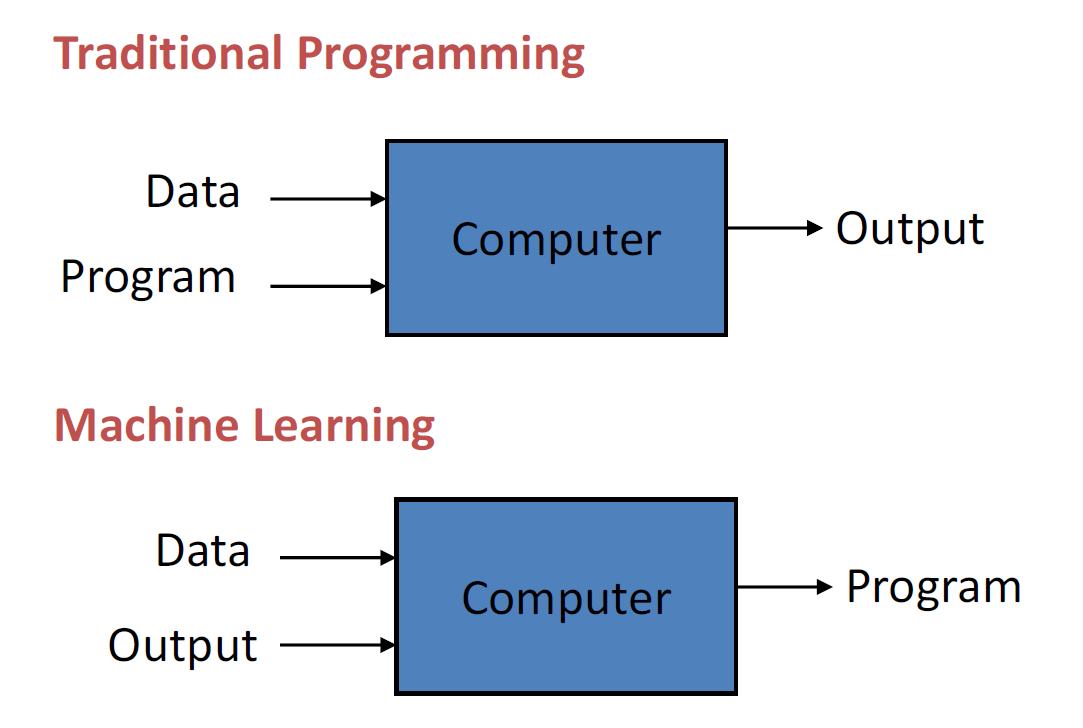 Traditional Programming
Data
Program
Computer
Output
Machine Learning
Data
Output
Computer
Program